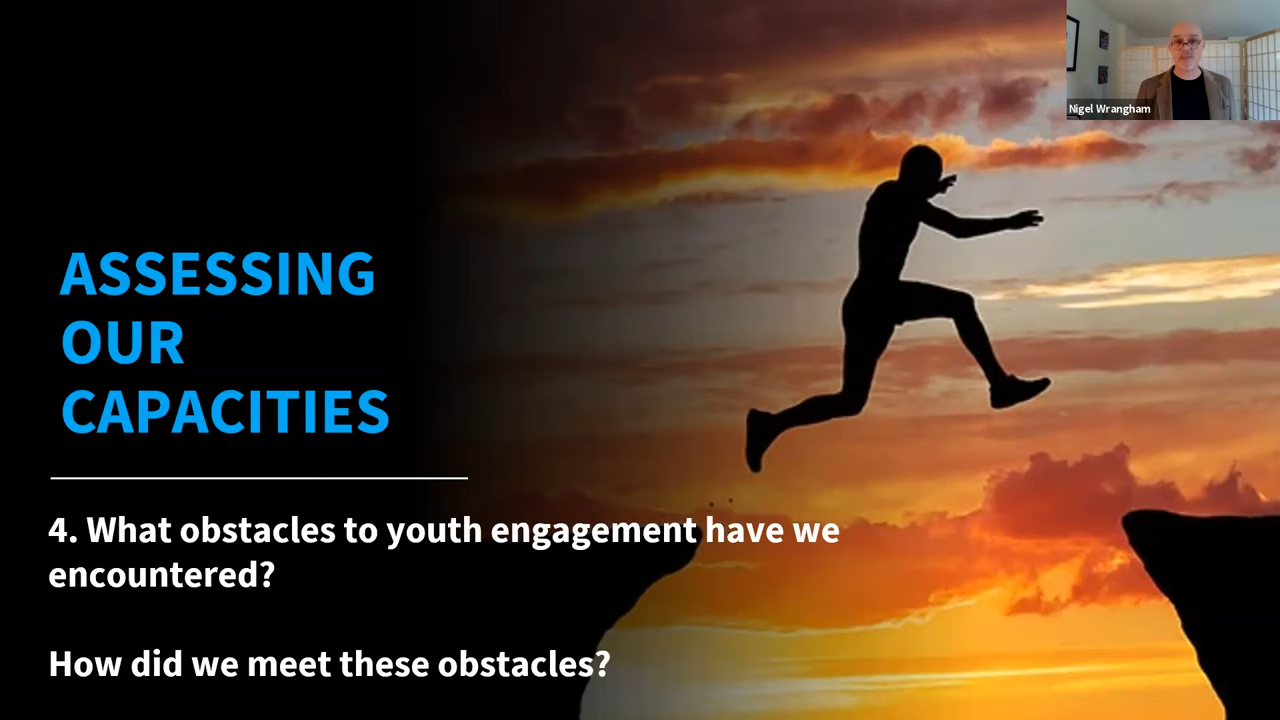 Nigel Wrangham
ASSESSING
OUR
CAPACITIES
4. What obstacles to youth engagement have we
encountered?
How did we meet these obstacles?